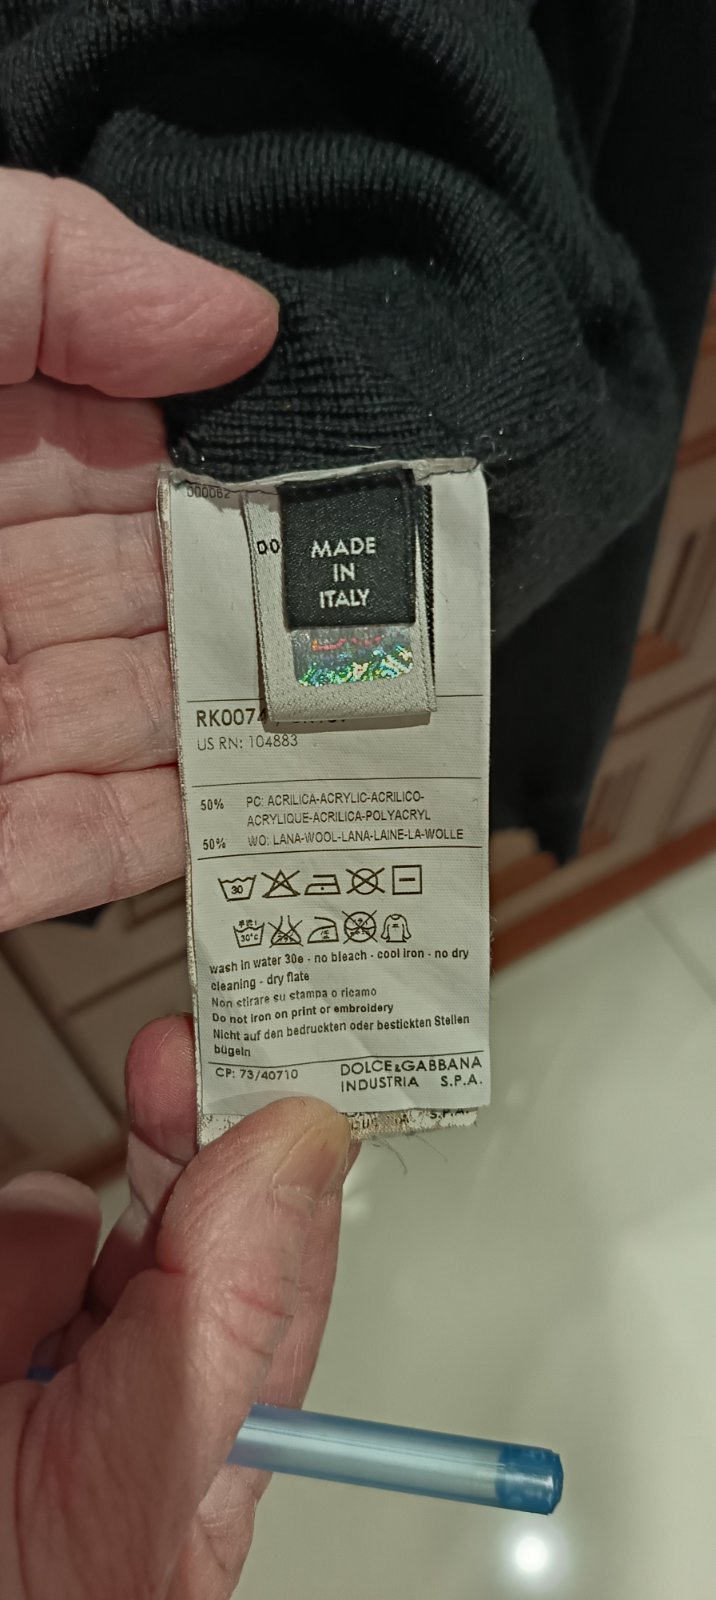 000062
DO
MADE
IN
ITALY
RK0074
US RN: 104883
50% PC: ACRILICA-ACRYLIC-ACRILICO-
ACRYLIQUE-ACRILICA-POLYACRYL
50% WO: LANA-WOOL-LANA-LAINE-LA-WOLLE
30
30°C
wash in water 30e - no bleach - cool iron - no dry
cleaning - dry flate
Non stirare su stampa o ricamo
Do not iron on print or embroidery
Nicht auf den bedruckten oder bestickten Stellen
bügeln
CP: 73/40710 DOLCE&GABBANA
INDUSTRIA S.P.A.
S.P.A.